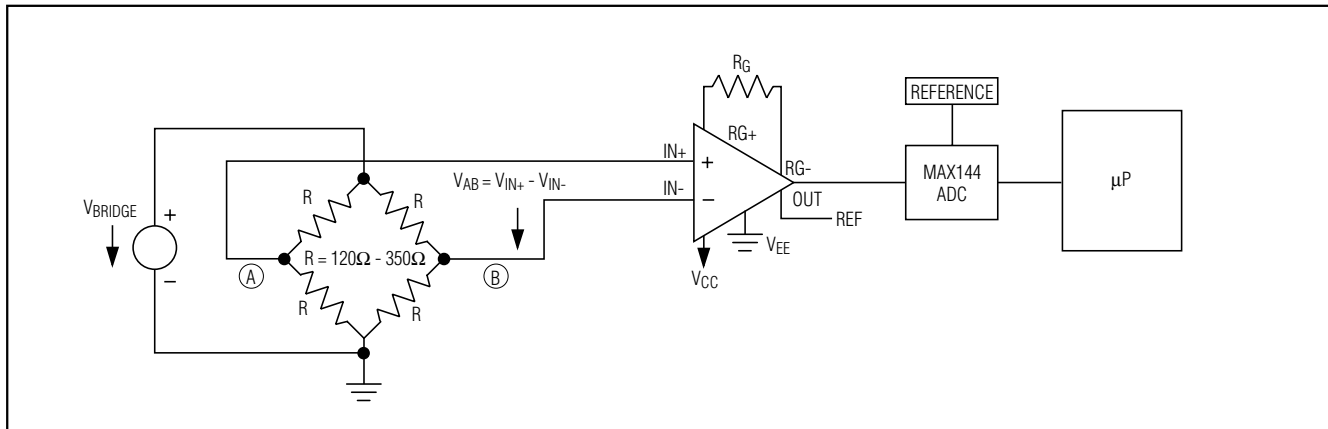 RG
RG+
RG-
REFERENCE
IN+
+
IN-
−
VAB = VIN+ - VIN-
OUT
REF
VEE
VCC
MAX144
ADC
µP
VBRIDGE
+
−
R
R
R = 120Ω - 350Ω
R
R
A
B